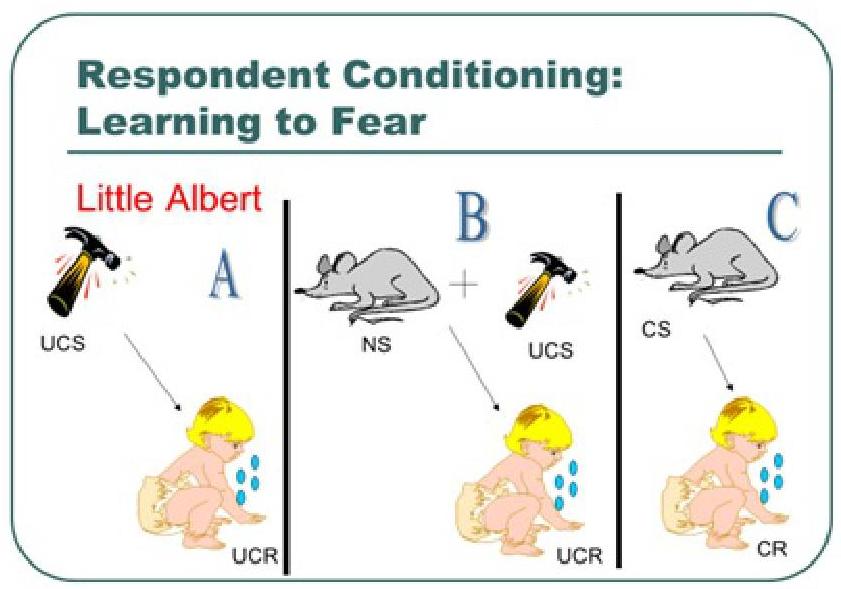 Respondent Conditioning:
Learning to Fear
Little Albert
A
UCS
UCR
B
+
NS
UCS
UCR
C
CS
CR